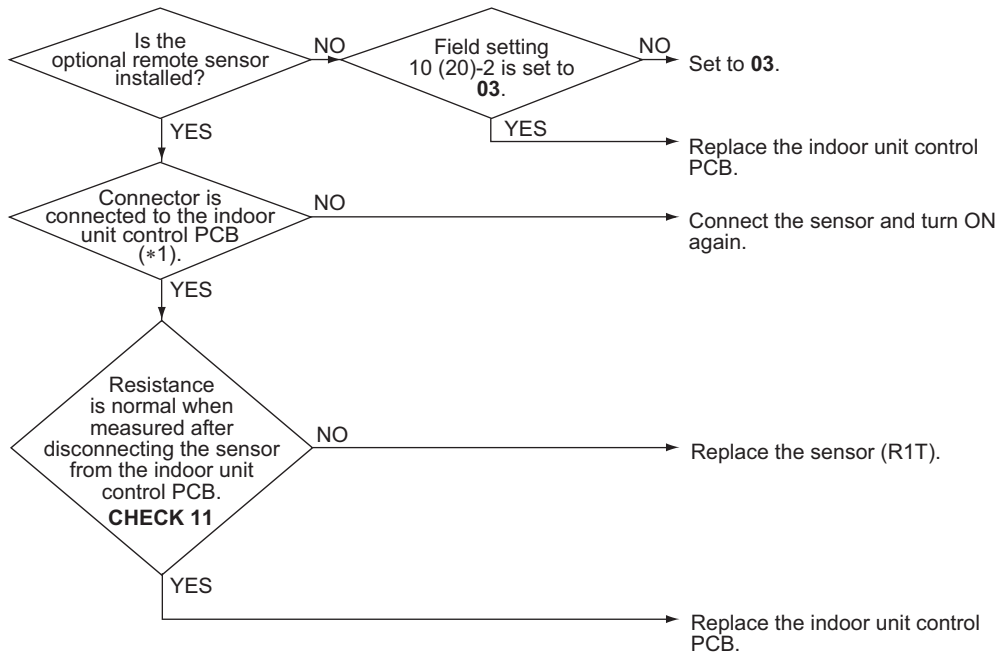 Is the
optional remote sensor
installed?
NO
Field setting
10 (20)-2 is set to
03.
NO
Set to 03.
YES
YES
Replace the indoor unit control
PCB.
Connector is
connected to the indoor
unit control PCB
(*1).
NO
Connect the sensor and turn ON
again.
YES
Resistance
is normal when
measured after
disconnecting the sensor
from the indoor unit
control PCB.
CHECK 11
NO
Replace the sensor (R1T).
YES
Replace the indoor unit control
PCB.